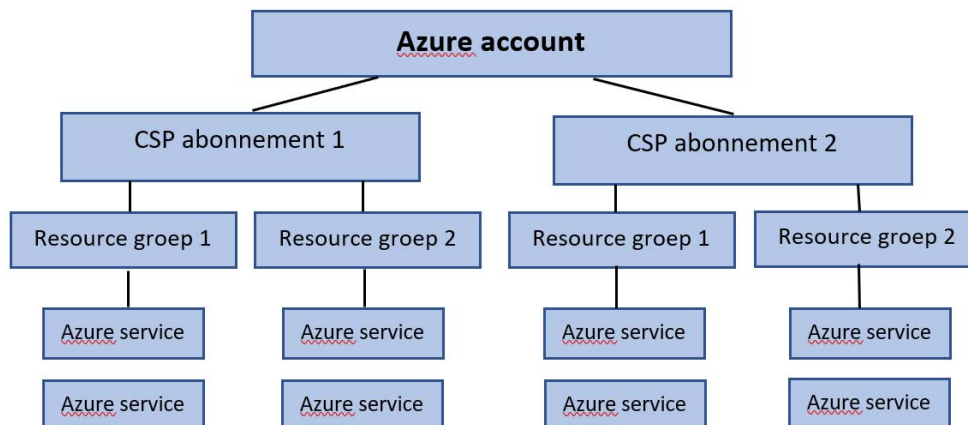 Azure account
CSP abonnement 1
CSP abonnement 2
Resource groep 1
Resource groep 2
Resource groep 1
Resource groep 2
Azure service
Azure service
Azure service
Azure service
Azure service
Azure service
Azure service
Azure service